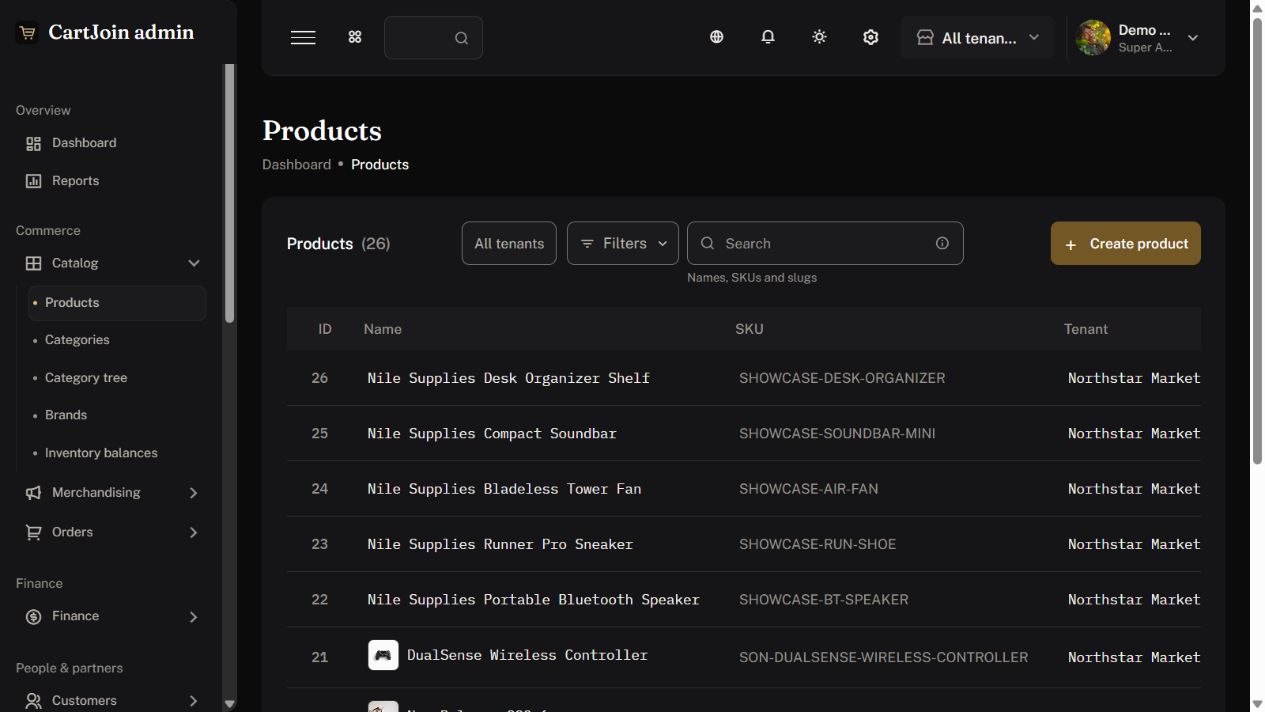 CartJoin admin
All tenan...
Demo ...
Super A...
Overview
Dashboard
Reports
Commerce
Catalog
Products
Categories
Category tree
Brands
Inventory balances
Merchandising
Orders
Finance
Finance
People & partners
Customers
Products
Dashboard • Products
Products (26)
All tenants
Filters
Search
Names, SKUs and slugs
+ Create product
ID Name SKU Tenant
26 Nile Supplies Desk Organizer Shelf SHOWCASE-DESK-ORGANIZER Northstar Market
25 Nile Supplies Compact Soundbar SHOWCASE-SOUNDBAR-MINI Northstar Market
24 Nile Supplies Bladeless Tower Fan SHOWCASE-AIR-FAN Northstar Market
23 Nile Supplies Runner Pro Sneaker SHOWCASE-RUN-SHOE Northstar Market
22 Nile Supplies Portable Bluetooth Speaker SHOWCASE-BT-SPEAKER Northstar Market
21 DualSense Wireless Controller SON-DUALSENSE-WIRELESS-CONTROLLER Northstar Market